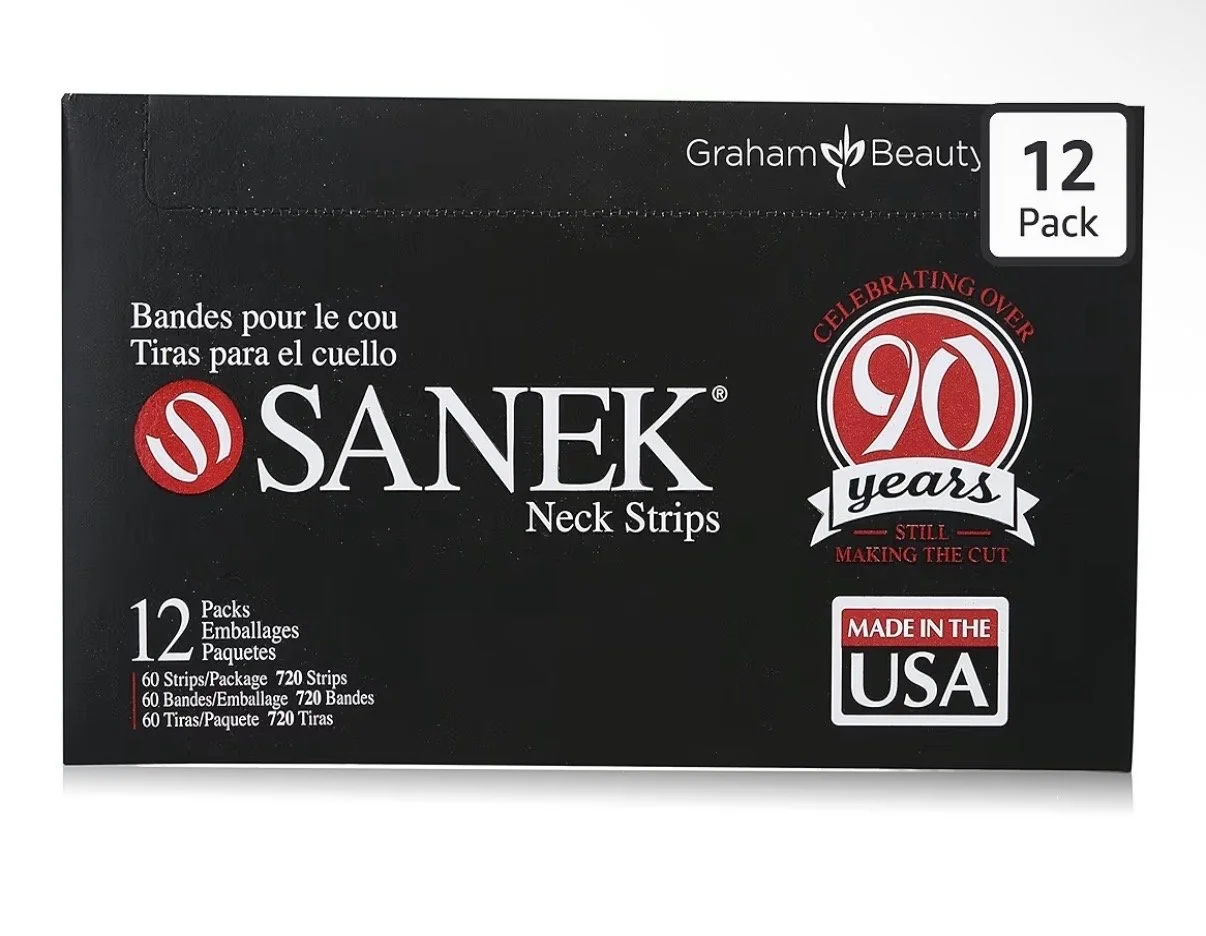 Graham Beauty
12
Pack
Bandes pour le cou
Tiras para el cuello
SANEK®
Neck Strips
CELEBRATING OVER
90
years
STILL
MAKING THE CUT
12 Packs
Emballages
Paquetes
60 Strips/Package 720 Strips
60 Bandes/Emballage 720 Bandes
60 Tiras/Paquete 720 Tiras
MADE IN THE
USA